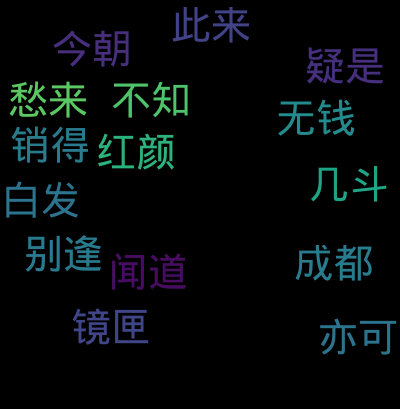 此来
今朝
疑是
愁来 不知
无钱
销得 红颜
几斗
白发
别逢 闻道
成都
镜匣
亦可